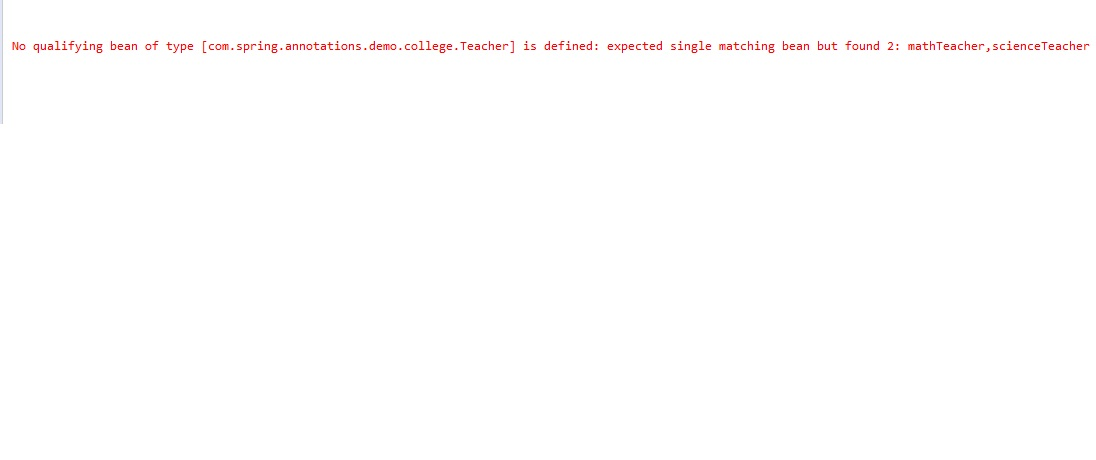 No qualifying bean of type [com.spring.annotations.demo.college.Teacher] is defined: expected single matching bean but found 2: mathTeacher,scienceTeacher